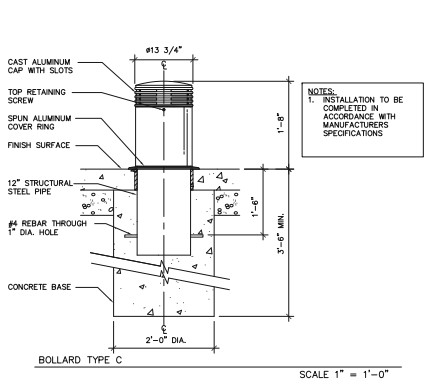 ø13 3/4"
℄
CAST ALUMINUM
CAP WITH SLOTS
TOP RETAINING
SCREW
SPUN ALUMINUM
COVER RING
FINISH SURFACE
12" STRUCTURAL
STEEL PIPE
#4 REBAR THROUGH
1" DIA. HOLE
CONCRETE BASE
1'-8"
1'-6"
3'-6" MIN.
NOTES:
1. INSTALLATION TO BE
COMPLETED IN
ACCORDANCE WITH
MANUFACTURERS
SPECIFICATIONS
℄
2'-0" DIA.
BOLLARD TYPE C
SCALE 1" = 1'-0"